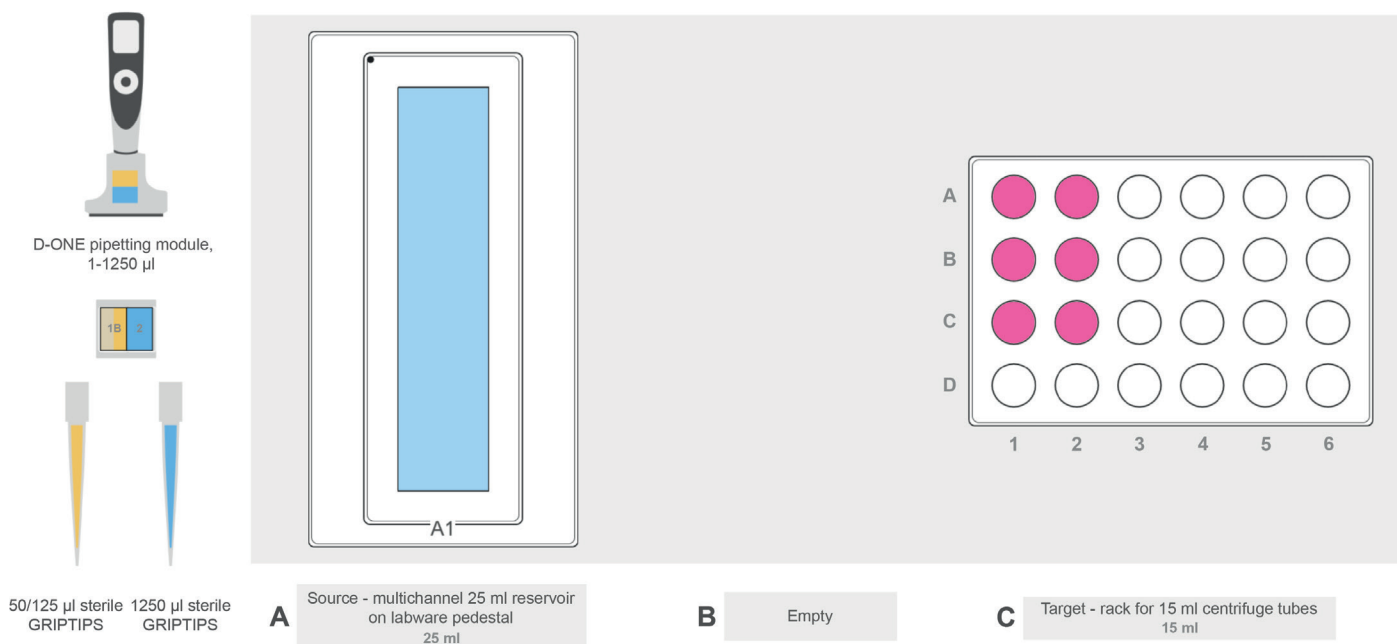 D-ONE pipetting module,
1-1250 µl
1B 2
50/125 µl sterile
GRIPTIPS
1250 µl sterile
GRIPTIPS
A1
A
Source - multichannel 25 ml reservoir
on labware pedestal
25 ml
B
Empty
A
B
C
D
1 2 3 4 5 6
C
Target - rack for 15 ml centrifuge tubes
15 ml